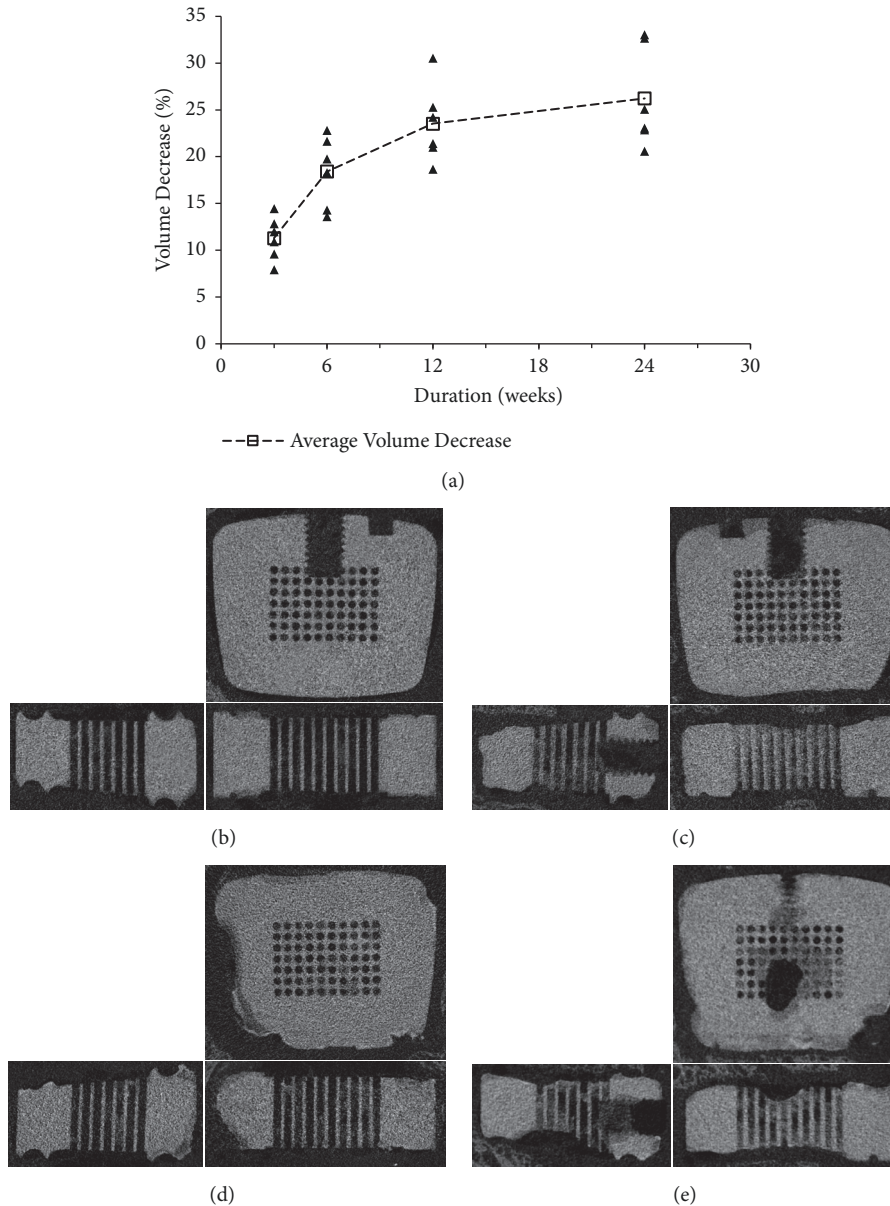 35
30
25
20
15
10
5
0
Volume Decrease (%)
0 6 12 18 24 30
Duration (weeks)
Average Volume Decrease
(a)
(b) (c)
(d) (e)